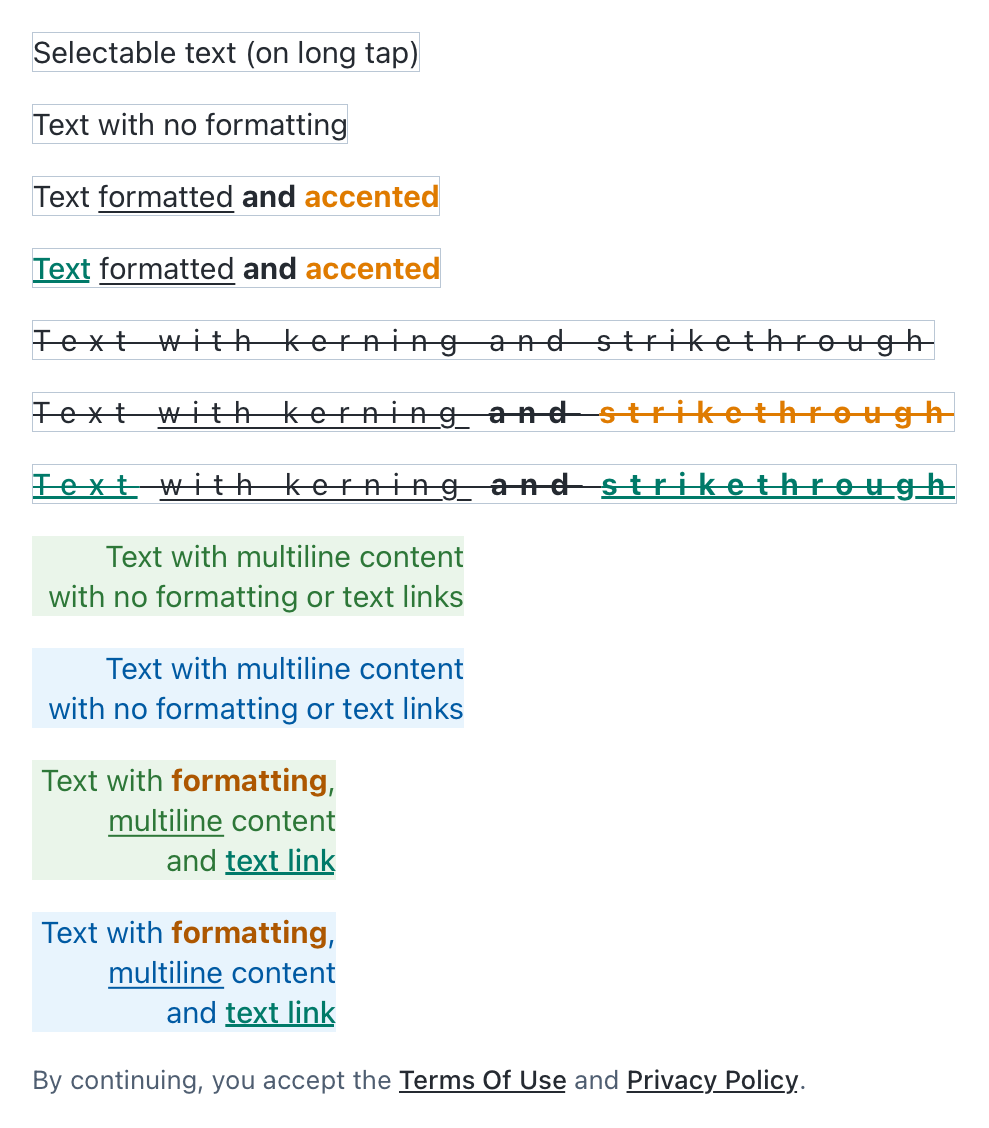 Selectable text (on long tap)
Text with no formatting
Text formatted and accented
Text formatted and accented
Text with kerning and strikethrough
Text with kerning and strikethrough
Text with kerning and strikethrough
Text with multiline content
with no formatting or text links
Text with multiline content
with no formatting or text links
Text with formatting,
multiline content
and text link
Text with formatting,
multiline content
and text link
By continuing, you accept the Terms Of Use and Privacy Policy.